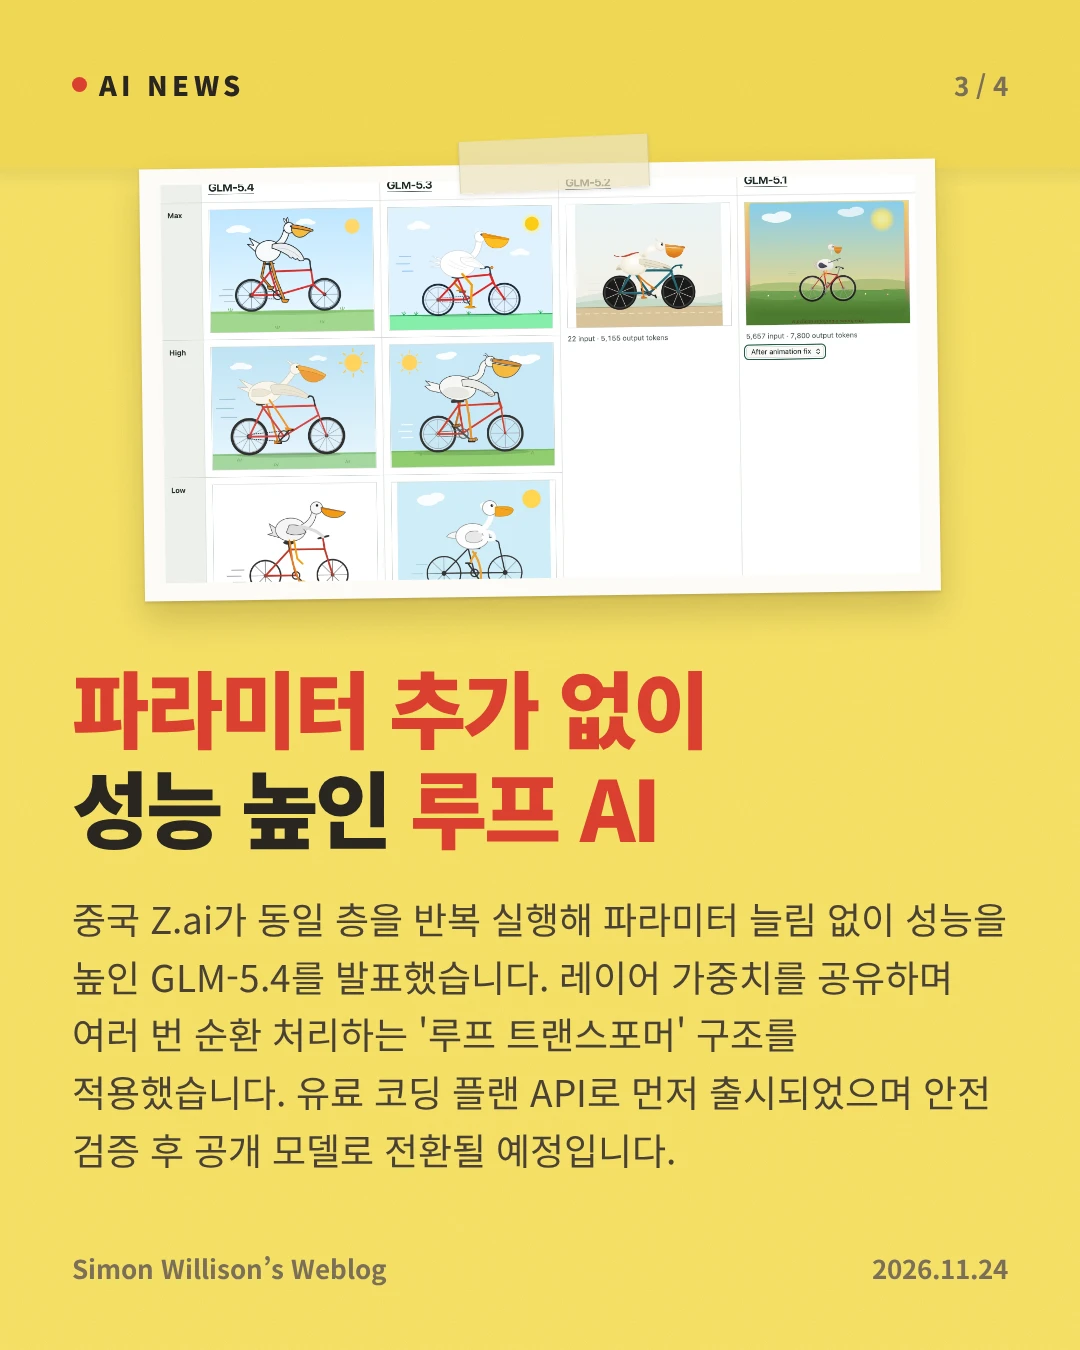 AI NEWS
3 / 4
GLM-5.4
GLM-5.3
GLM-5.2
GLM-5.1
Max
22 input · 5,165 output tokens
5,657 input · 7,800 output tokens
After animation fix
High
Low
파라미터 추가 없이
성능 높인 루프 AI
중국 Z.ai가 동일 층을 반복 실행해 파라미터 늘림 없이 성능을
높인 GLM-5.4를 발표했습니다. 레이어 가중치를 공유하며
여러 번 순환 처리하는 '루프 트랜스포머' 구조를
적용했습니다. 유료 코딩 플랜 API로 먼저 출시되었으며 안전
검증 후 공개 모델로 전환될 예정입니다.
Simon Willison’s Weblog
2026.11.24